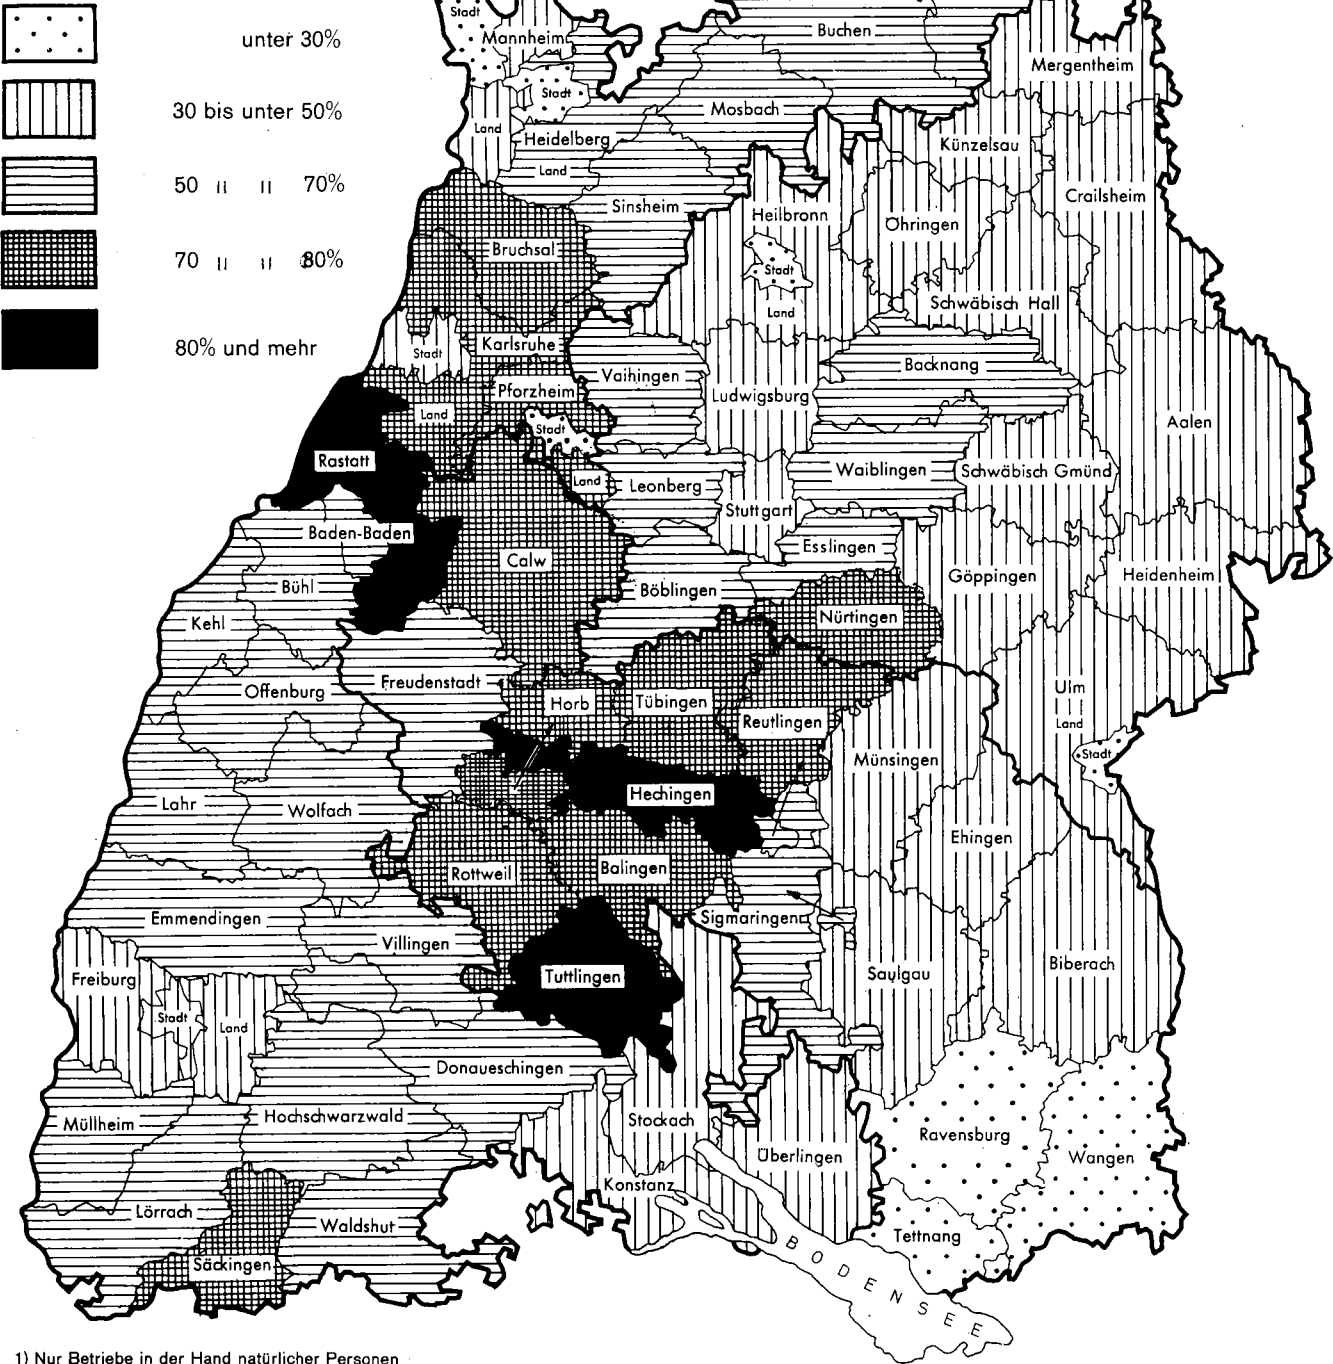 unter 30%
30 bis unter 50%
50 " " 70%
70 " " 80%
80% und mehr
Stadt
Mannheim
Buchen
Mergentheim
Stadt
Mosbach
Land
Heidelberg
Künzelsau
Land
Crailsheim
Sinsheim
Heilbronn
Öhringen
Bruchsal
Stadt
Schwäbisch Hall
Land
Karlsruhe
Stadt
Backnang
Vaihingen
Pforzheim
Ludwigsburg
Land
Stadt
Aalen
Rastatt
Waiblingen
Schwäbisch Gmünd
Land
Leonberg
Stuttgart
Baden-Baden
Esslingen
Calw
Göppingen
Heidenheim
Bühl
Böblingen
Nürtingen
Kehl
Freudenstadt
Offenburg
Ulm
Horb
Tübingen
Reutlingen
Land
Stadt
Münsingen
Hechingen
Lahr
Wolfach
Ehingen
Rottweil
Balingen
Emmendingen
Sigmaringen
Villingen
Biberach
Freiburg
Tuttlingen
Saulgau
Stadt
Land
Donaueschingen
Müllheim
Hochschwarzwald
Stockach
Ravensburg
Überlingen
Wangen
Konstanz
Lörrach
Waldshut
Tettnang
Säckingen
BODENSEE
1) Nur Betriebe in der Hand natürlicher Personen